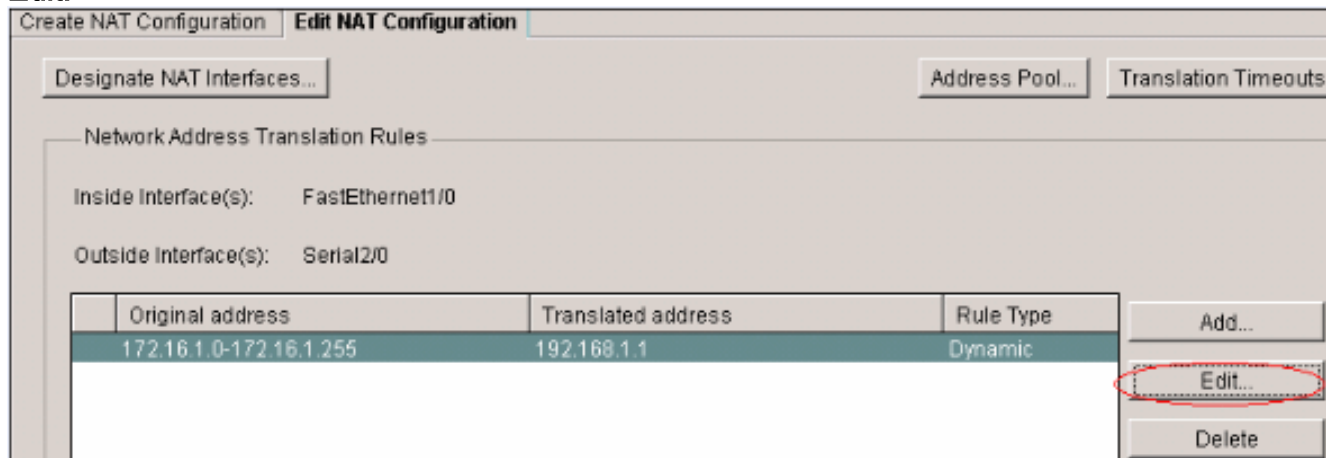 Create NAT Configuration Edit NAT Configuration
Designate NAT Interfaces... Address Pool... Translation Timeouts
Network Address Translation Rules
Inside Interface(s): FastEthernet1/0
Outside Interface(s): Serial2/0
Original address Translated address Rule Type
172.16.1.0-172.16.1.255 192.168.1.1 Dynamic
Add...
Edit...
Delete